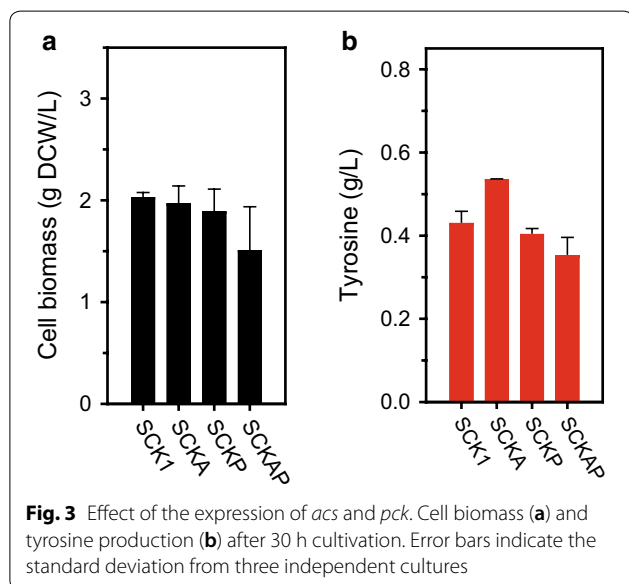 a
Cell biomass (g DCW/L)
3
2
1
0
SCK1
SCKA
SCKP
SCKAP
b
Tyrosine (g/L)
0.8
0.6
0.4
0.8
0.0
SCK1
SCKA
SCKP
SCKAP
Fig. 3 Effect of the expression of acs and pck. Cell biomass (a) and
tyrosine production (b) after 30 h cultivation. Error bars indicate the
standard deviation from three independent cultures